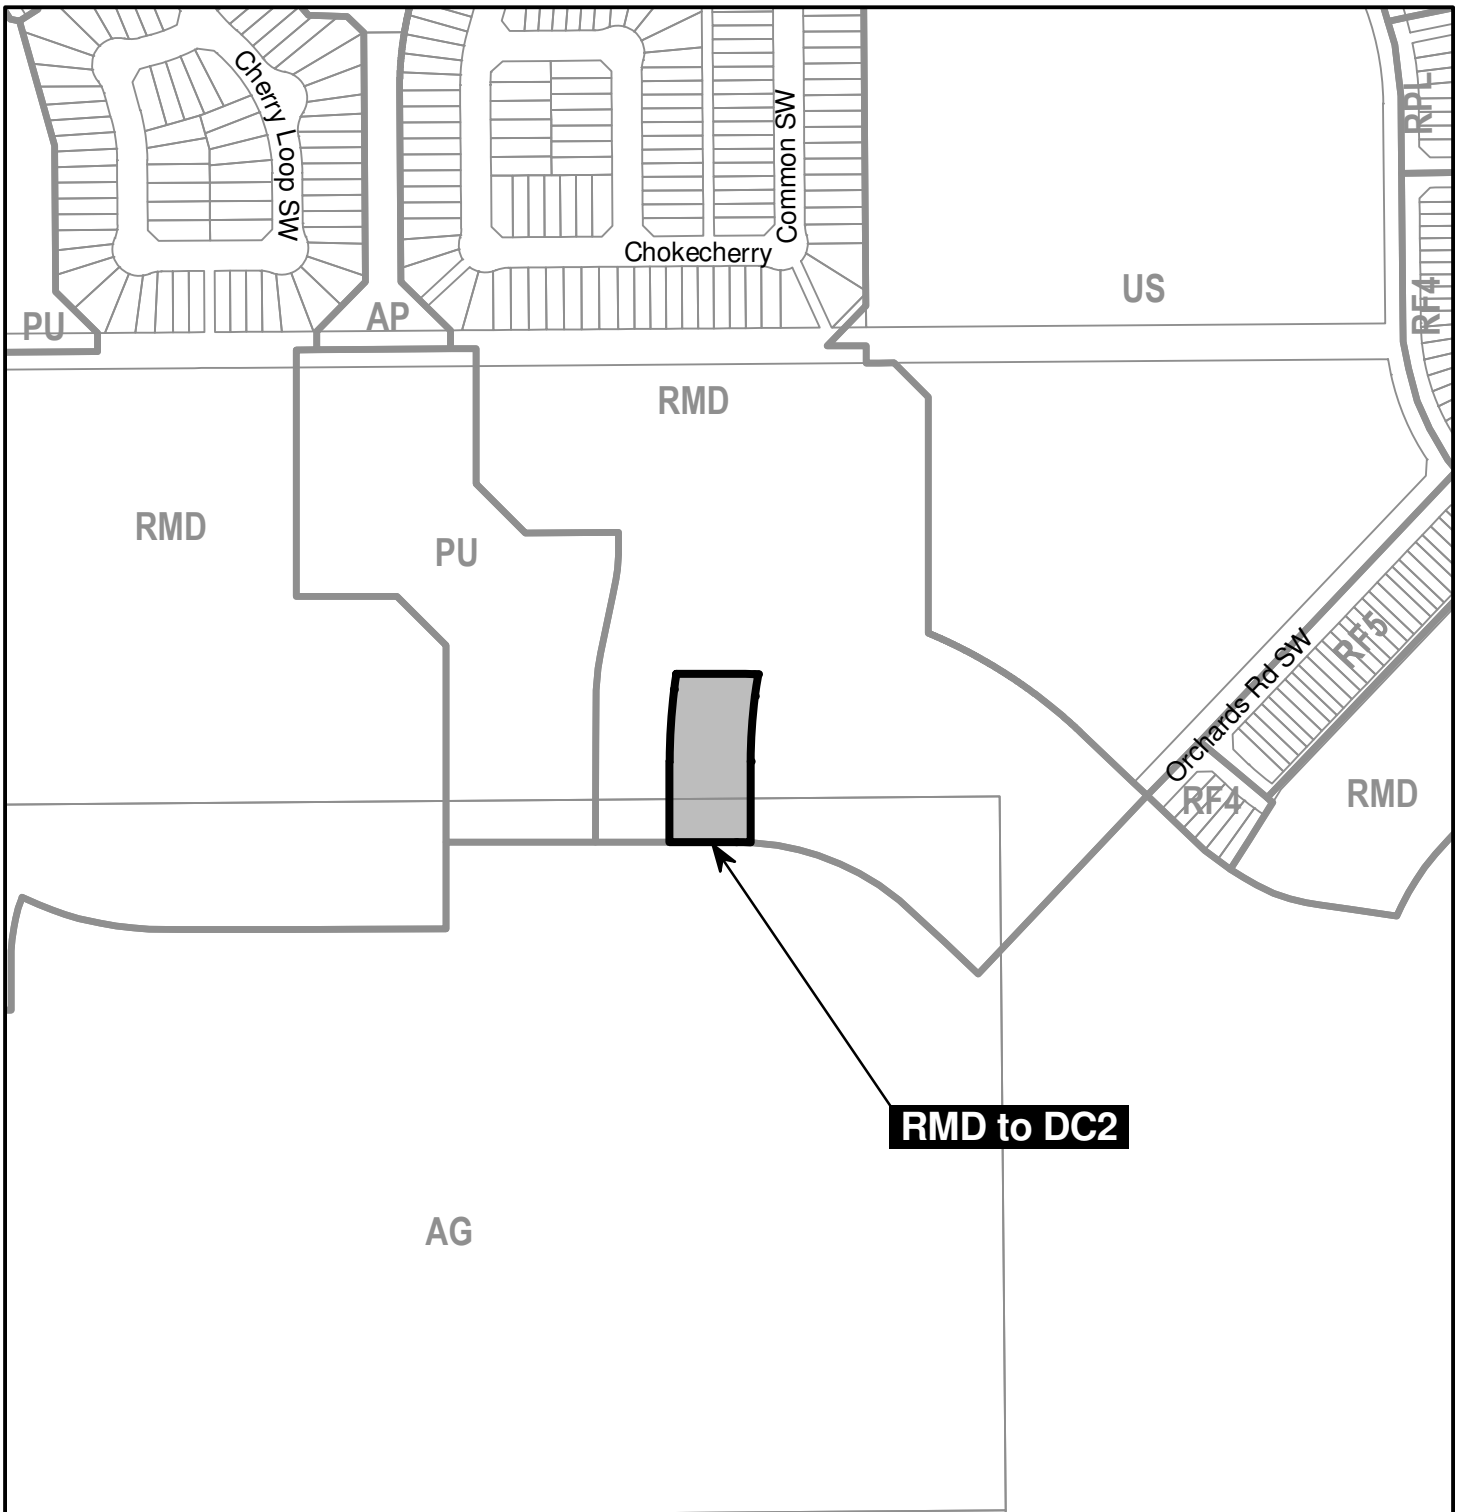 Cherry Loop SW
Common SW
Chokecherry
RPL
US
RF4
AP
PU
RMD
RMD
PU
RF5
Orchards Rd SW
RF4
RMD
RMD to DC2
AG